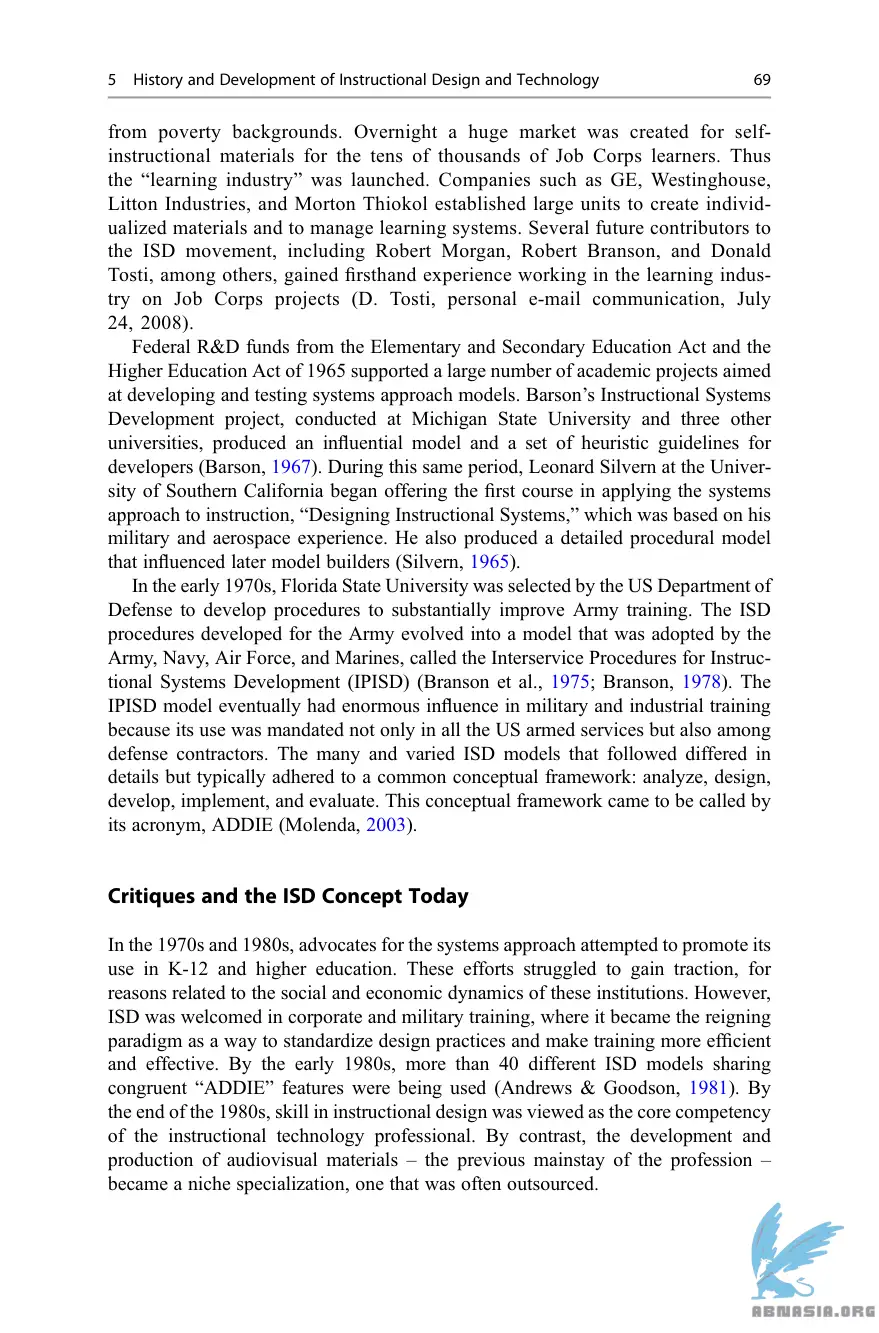 5 History and Development of Instructional Design and Technology 69
from poverty backgrounds. Overnight a huge market was created for self-
instructional materials for the tens of thousands of Job Corps learners. Thus
the “learning industry” was launched. Companies such as GE, Westinghouse,
Litton Industries, and Morton Thiokol established large units to create individ-
ualized materials and to manage learning systems. Several future contributors to
the ISD movement, including Robert Morgan, Robert Branson, and Donald
Tosti, among others, gained firsthand experience working in the learning indus-
try on Job Corps projects (D. Tosti, personal e-mail communication, July
24, 2008).
Federal R&D funds from the Elementary and Secondary Education Act and the
Higher Education Act of 1965 supported a large number of academic projects aimed
at developing and testing systems approach models. Barson’s Instructional Systems
Development project, conducted at Michigan State University and three other
universities, produced an influential model and a set of heuristic guidelines for
developers (Barson, 1967). During this same period, Leonard Silvern at the Univer-
sity of Southern California began offering the first course in applying the systems
approach to instruction, “Designing Instructional Systems,” which was based on his
military and aerospace experience. He also produced a detailed procedural model
that influenced later model builders (Silvern, 1965).
In the early 1970s, Florida State University was selected by the US Department of
Defense to develop procedures to substantially improve Army training. The ISD
procedures developed for the Army evolved into a model that was adopted by the
Army, Navy, Air Force, and Marines, called the Interservice Procedures for Instruc-
tional Systems Development (IPISD) (Branson et al., 1975; Branson, 1978). The
IPISD model eventually had enormous influence in military and industrial training
because its use was mandated not only in all the US armed services but also among
defense contractors. The many and varied ISD models that followed differed in
details but typically adhered to a common conceptual framework: analyze, design,
develop, implement, and evaluate. This conceptual framework came to be called by
its acronym, ADDIE (Molenda, 2003).
Critiques and the ISD Concept Today
In the 1970s and 1980s, advocates for the systems approach attempted to promote its
use in K-12 and higher education. These efforts struggled to gain traction, for
reasons related to the social and economic dynamics of these institutions. However,
ISD was welcomed in corporate and military training, where it became the reigning
paradigm as a way to standardize design practices and make training more efficient
and effective. By the early 1980s, more than 40 different ISD models sharing
congruent “ADDIE” features were being used (Andrews & Goodson, 1981). By
the end of the 1980s, skill in instructional design was viewed as the core competency
of the instructional technology professional. By contrast, the development and
production of audiovisual materials – the previous mainstay of the profession –
became a niche specialization, one that was often outsourced.
ABNASIA.ORG